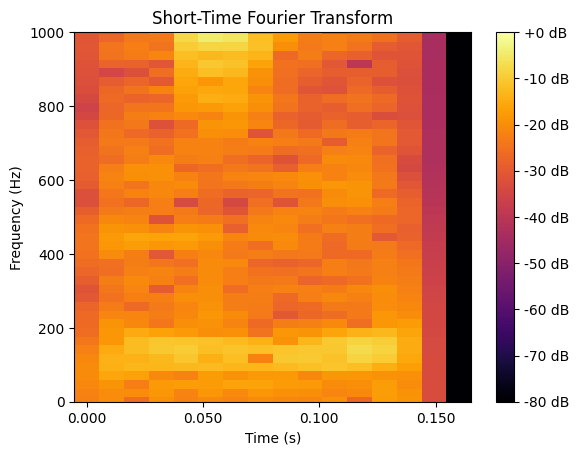 Short-Time Fourier Transform
1000
800
600
400
200
0
Frequency (Hz)
0.000
0.050
0.100
0.150
Time (s)
+0 dB
-10 dB
-20 dB
-30 dB
-40 dB
-50 dB
-60 dB
-70 dB
-80 dB